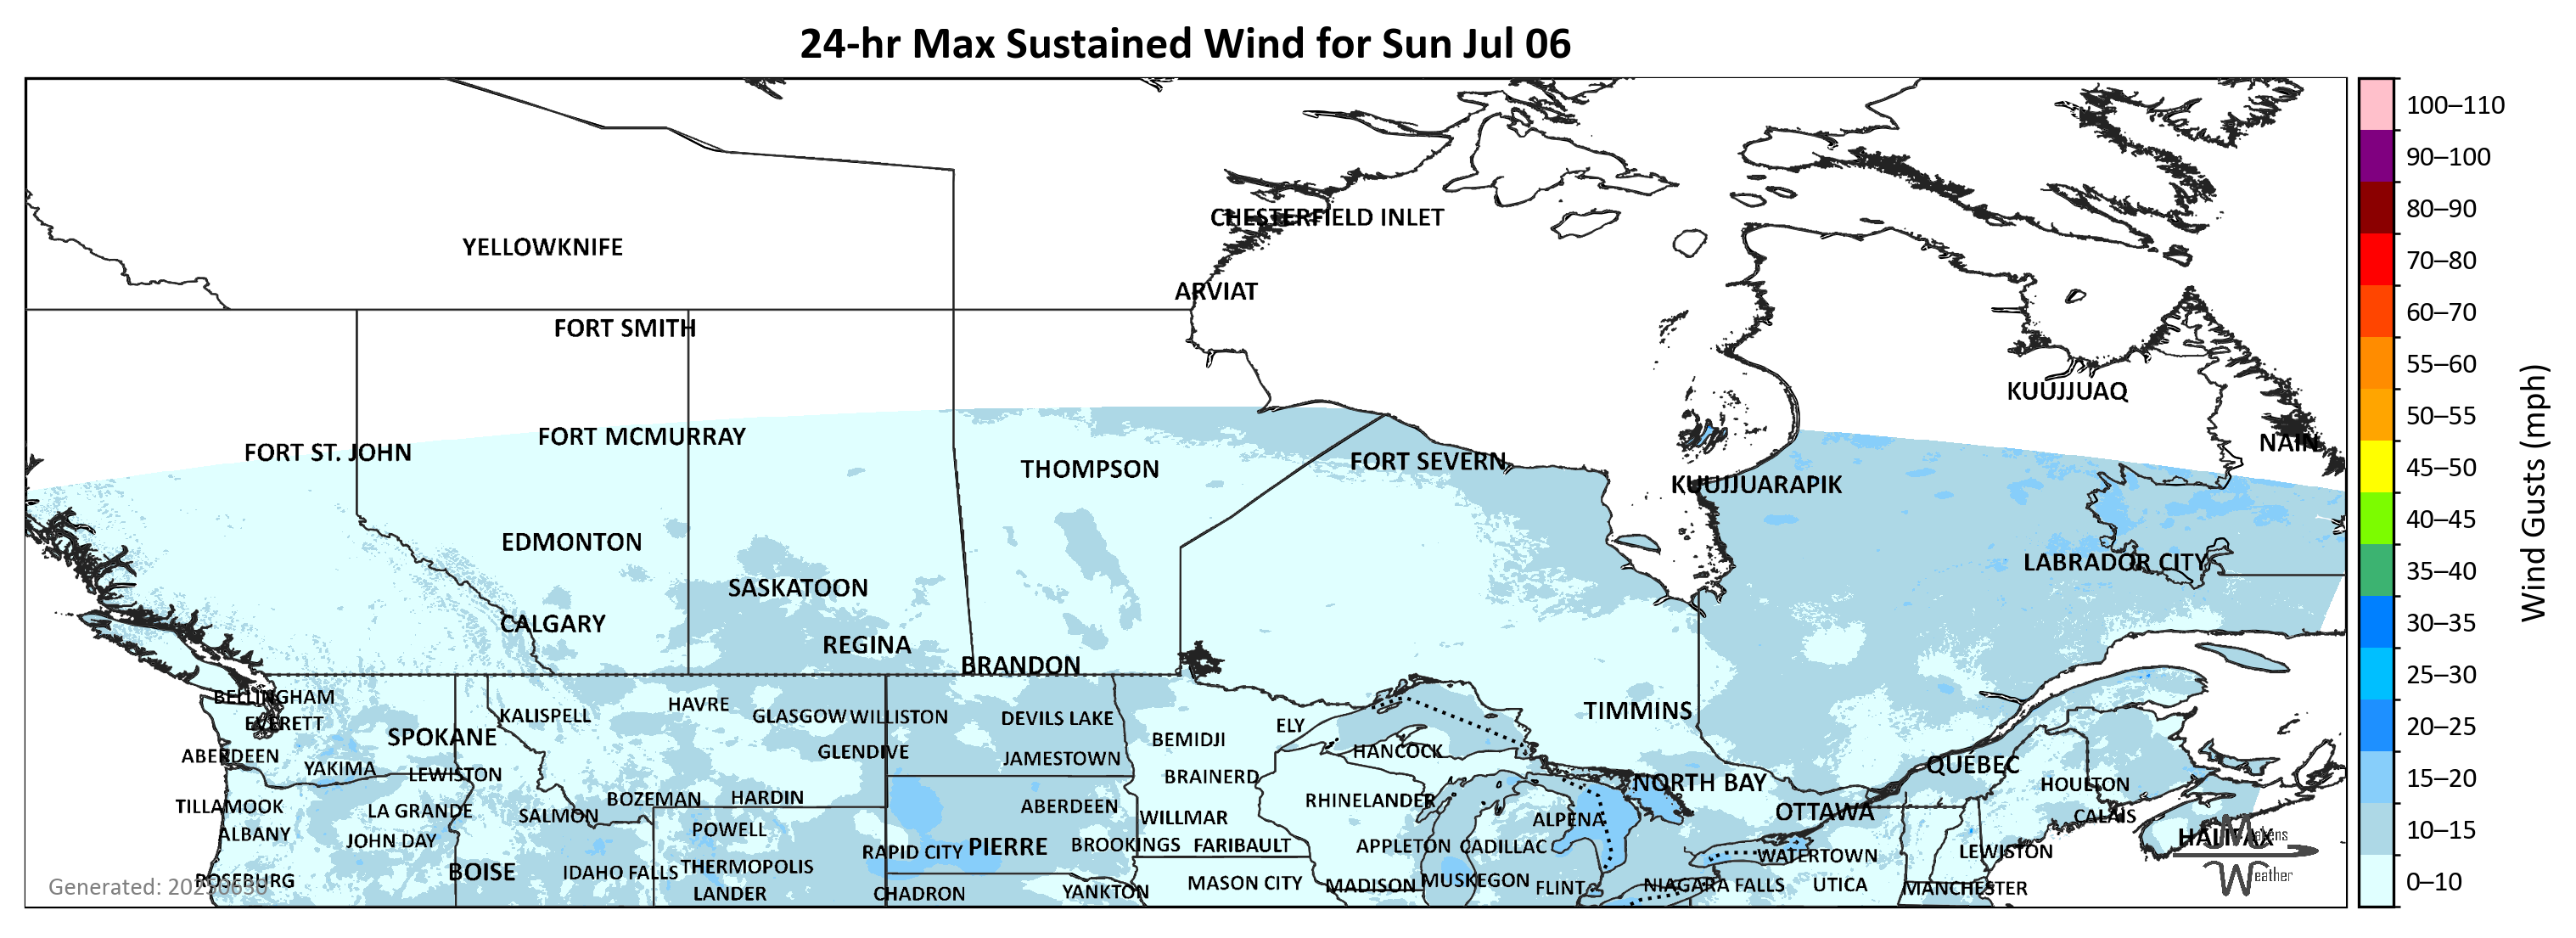 24-hr Max Sustained Wind for Sun Jul 06
100–110
90–100
80–90
70–80
60–70
55–60
50–55
45–50
40–45
35–40
30–35
25–30
20–25
15–20
10–15
0–10
Wind Gusts (mph)
CHESTERFIELD INLET
YELLOWKNIFE
ARVIAT
FORT SMITH
KUUJJUAQ
FORT MCMURRAY
NAIN
FORT ST. JOHN
FORT SEVERN
THOMPSON
KUUJJUARAPIK
EDMONTON
LABRADOR CITY
SASKATOON
CALGARY
REGINA
BRANDON
BELLINGHAM
HAVRE
TIMMINS
KALISPELL
GLASGOW
WILLISTON
DEVILS LAKE
EVERETT
ELY
SPOKANE
BEMIDJI
HANCOCK
GLENDIVE
ABERDEEN
JAMESTOWN
QUÉBEC
YAKIMA
LEWISTON
BRAINERD
NORTH BAY
HOULTON
BOZEMAN
HARDIN
RHINELANDER
TILLAMOOK
ABERDEEN
LA GRANDE
OTTAWA
SALMON
CALAIS
WILLMAR
ALPENA
POWELL
ALBANY
HALIFAX
Makens
JOHN DAY
PIERRE
BROOKINGS
FARIBAULT
APPLETON
CADILLAC
RAPID CITY
LEWISTON
WATERTOWN
THERMOPOLIS
BOISE
IDAHO FALLS
Weather
ROSEBURG
MUSKEGON
MASON CITY
MADISON
NIAGARA FALLS
UTICA
Generated: 20250630
FLINT
MANCHESTER
YANKTON
LANDER
CHADRON